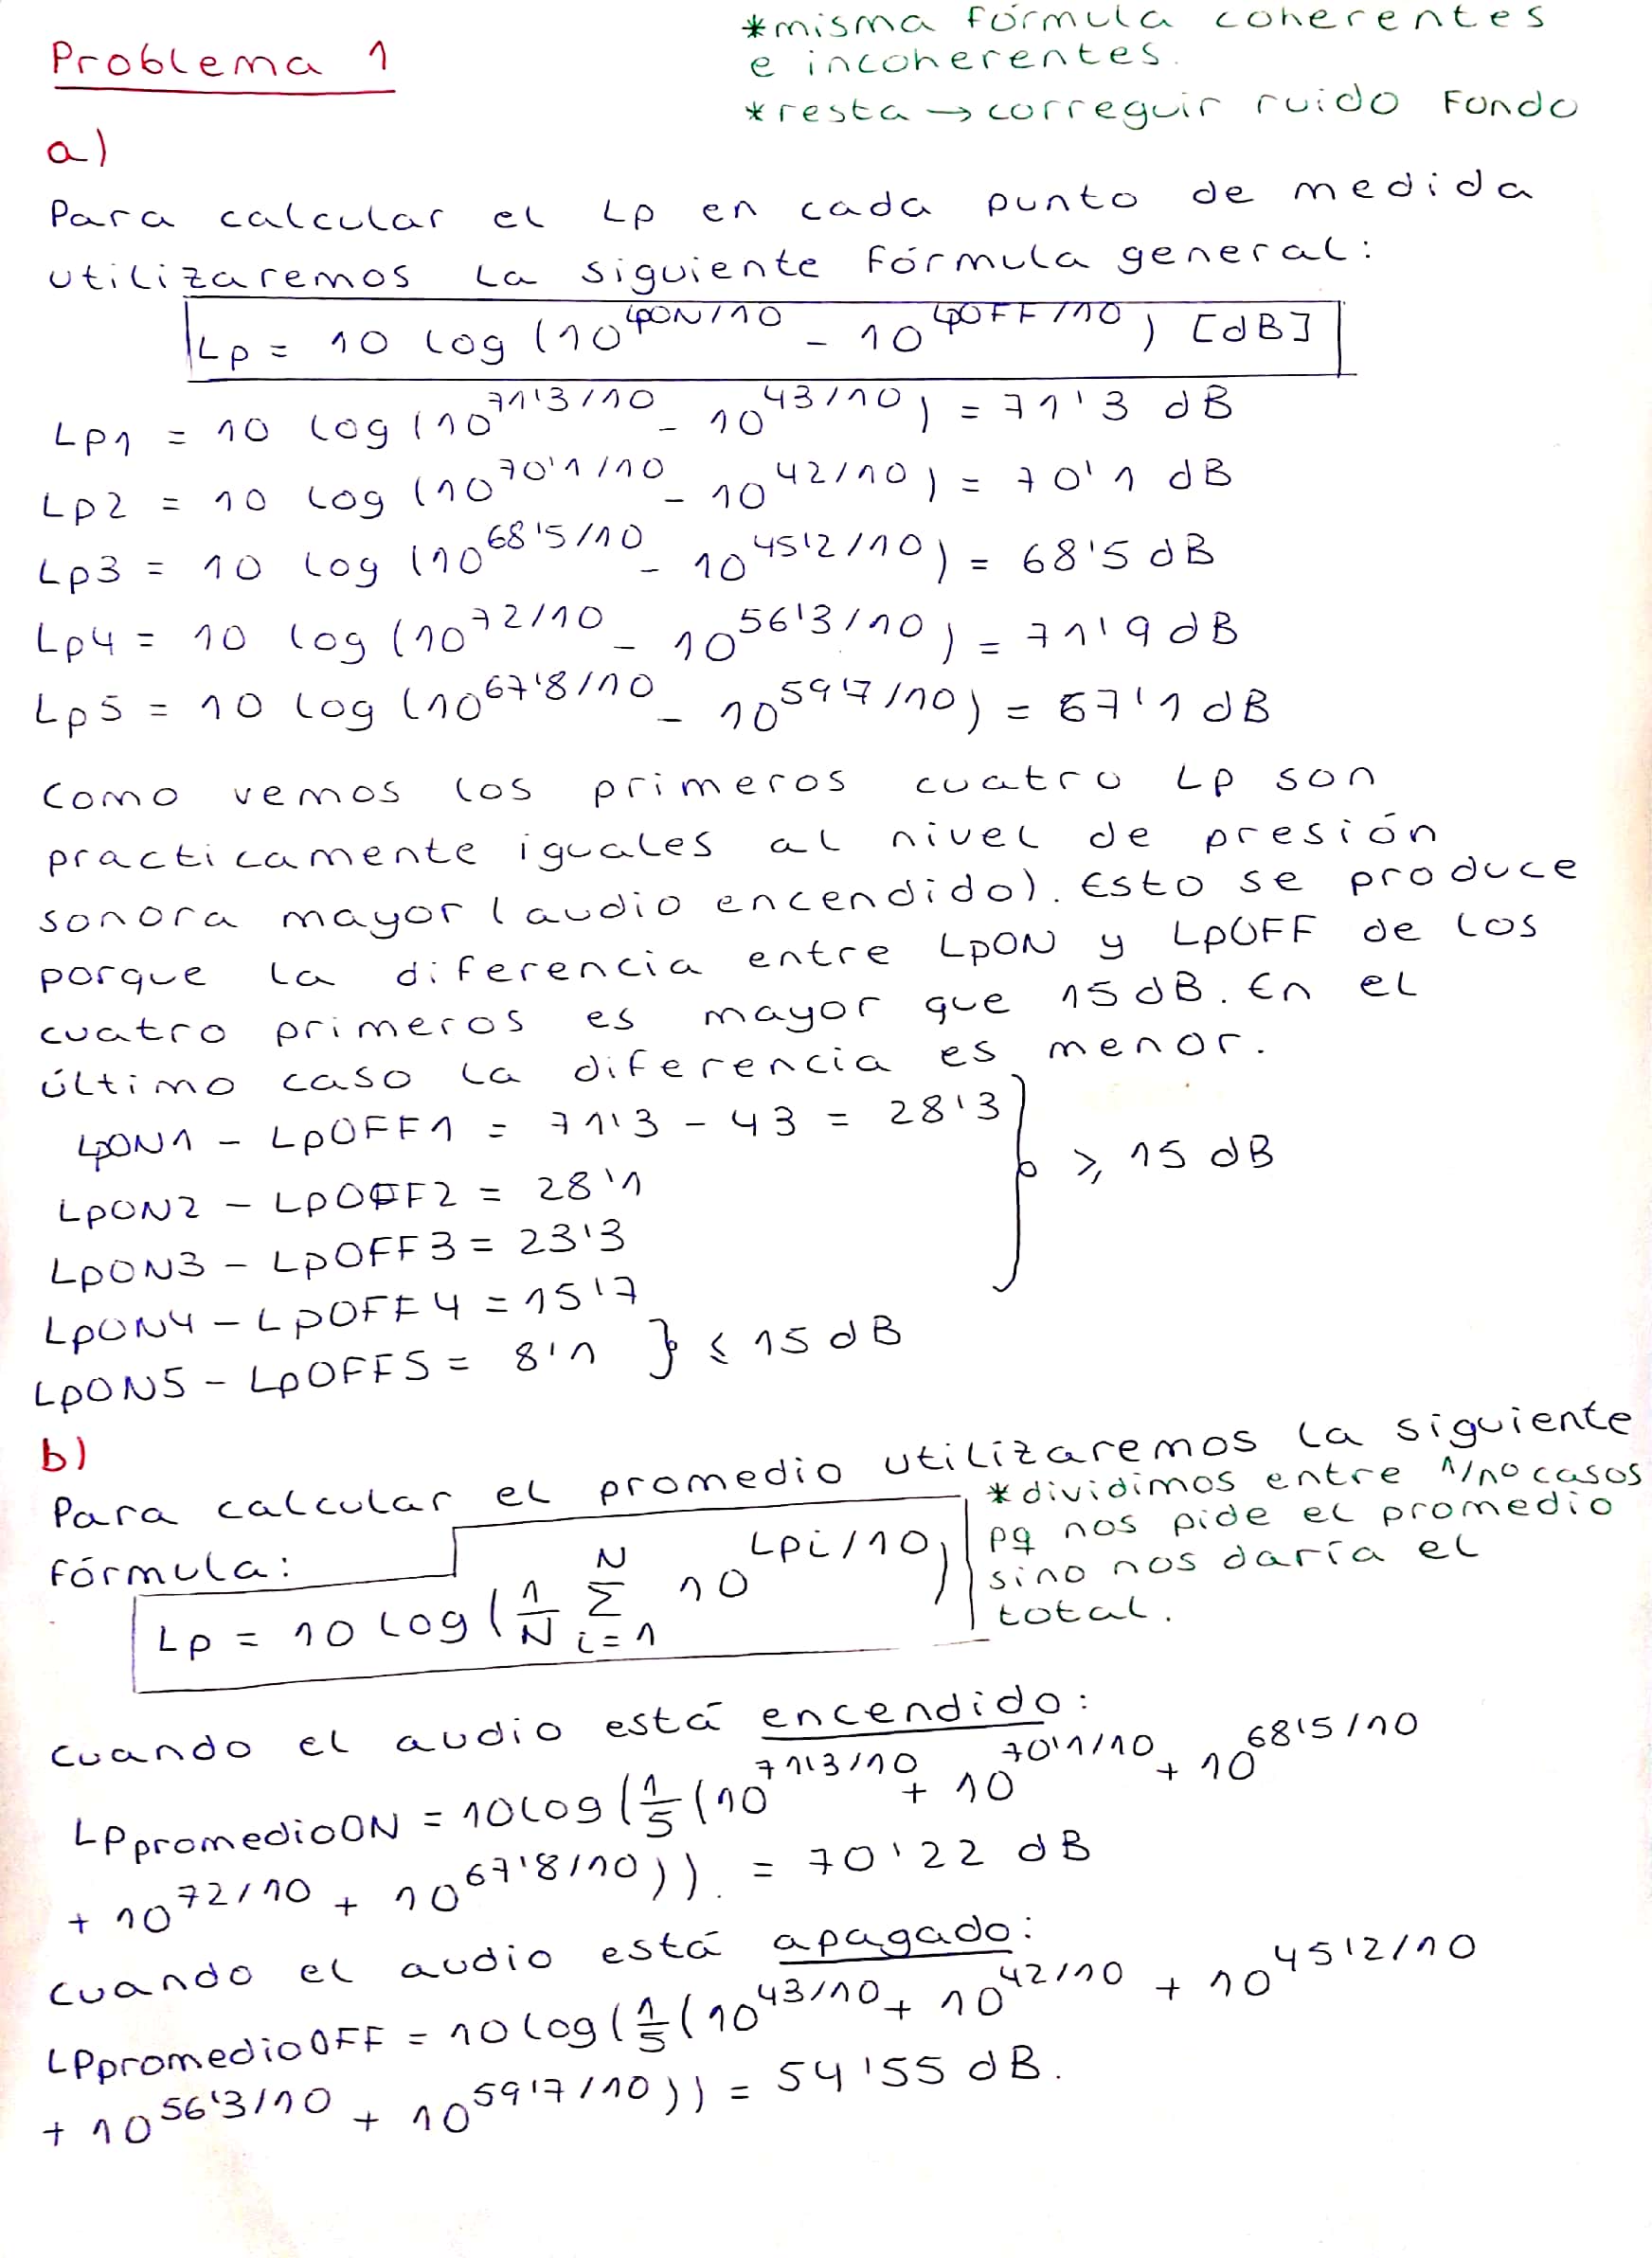 Problema 1
*misma fórmula coherentes
e incoherentes.
*resta → correguir ruido Fondo
a)
Para calcular el Lp en cada punto de medida
utilizaremos la siguiente fórmula general:
Lp = 10 log (10^LpON/10 - 10^LpOFF/10) [dB]
Lp1 = 10 log (10^71'3/10 - 10^43/10) = 71'3 dB
Lp2 = 10 log (10^70'1/10 - 10^42/10) = 70'1 dB
Lp3 = 10 log (10^68'5/10 - 10^45'2/10) = 68'5 dB
Lp4 = 10 log (10^72/10 - 10^56'3/10) = 71'9 dB
Lp5 = 10 log (10^67'8/10 - 10^59'7/10) = 67'1 dB
Como vemos los primeros cuatro Lp son
practicamente iguales al nivel de presión
sonora mayor (audio encendido). Esto se produce
porque la diferencia entre LpON y LpOFF de los
cuatro primeros es mayor que 15 dB. En el
último caso la diferencia es menor.
LpON1 - LpOFF1 = 71'3 - 43 = 28'3
LpON2 - LpOFF2 = 28'1
LpON3 - LpOFF3 = 23'3
LpON4 - LpOFF4 = 15'7
} ⩾ 15 dB
LpON5 - LpOFF5 = 8'1 } ⩽ 15 dB
b)
Para calcular el promedio utilizaremos la siguiente
fórmula:
Lp = 10 log (1/N Σ_{i=1}^{N} 10^Lpi/10)
*dividimos entre 1/nº casos
pq nos pide el promedio
sino nos daría el
total.
Cuando el audio está encendido:
LPpromedioON = 10 log (1/5 (10^71'3/10 + 10^70'1/10 + 10^68'5/10
+ 10^72/10 + 10^67'8/10)). = 70'22 dB
Cuando el audio está apagado:
LPpromedioOFF = 10 log (1/5 (10^43/10 + 10^42/10 + 10^45'2/10
+ 10^56'3/10 + 10^59'7/10)) = 54'55 dB.